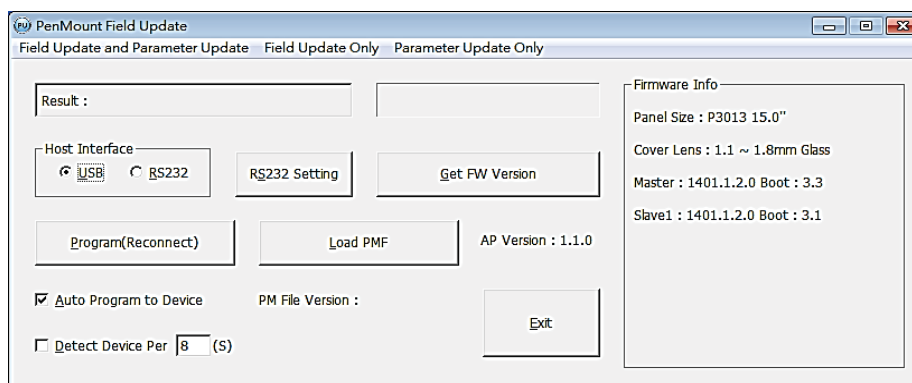 PU PenMount Field Update
Field Update and Parameter Update Field Update Only Parameter Update Only
Result :
Host Interface
USB RS232
RS232 Setting
Get FW Version
Program(Reconnect)
Load PMF
AP Version : 1.1.0
Auto Program to Device
PM File Version :
Detect Device Per 8 (S)
Exit
Firmware Info
Panel Size : P3013 15.0"
Cover Lens : 1.1 ~ 1.8mm Glass
Master : 1401.1.2.0 Boot : 3.3
Slave1 : 1401.1.2.0 Boot : 3.1